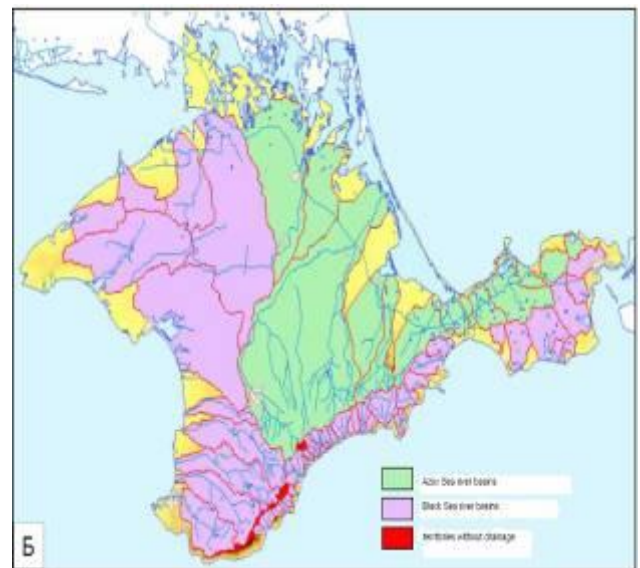 Azov Sea river basins
Black Sea river basins
territories without drainage
Б